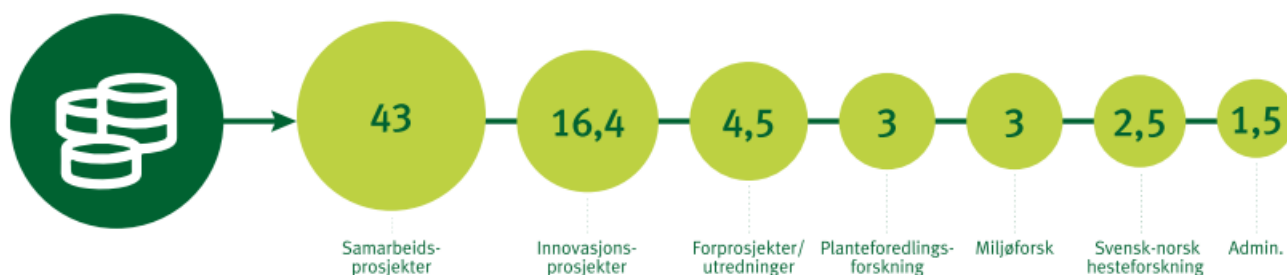 43
16,4
4,5
3
3
2,5
1,5
Samarbeids-
prosjekter
Innovasjons-
prosjekter
Forprosjekter/
utredninger
Planteforedlings-
forskning
Miljøforsk
Svensk-norsk
hesteforskning
Admin.